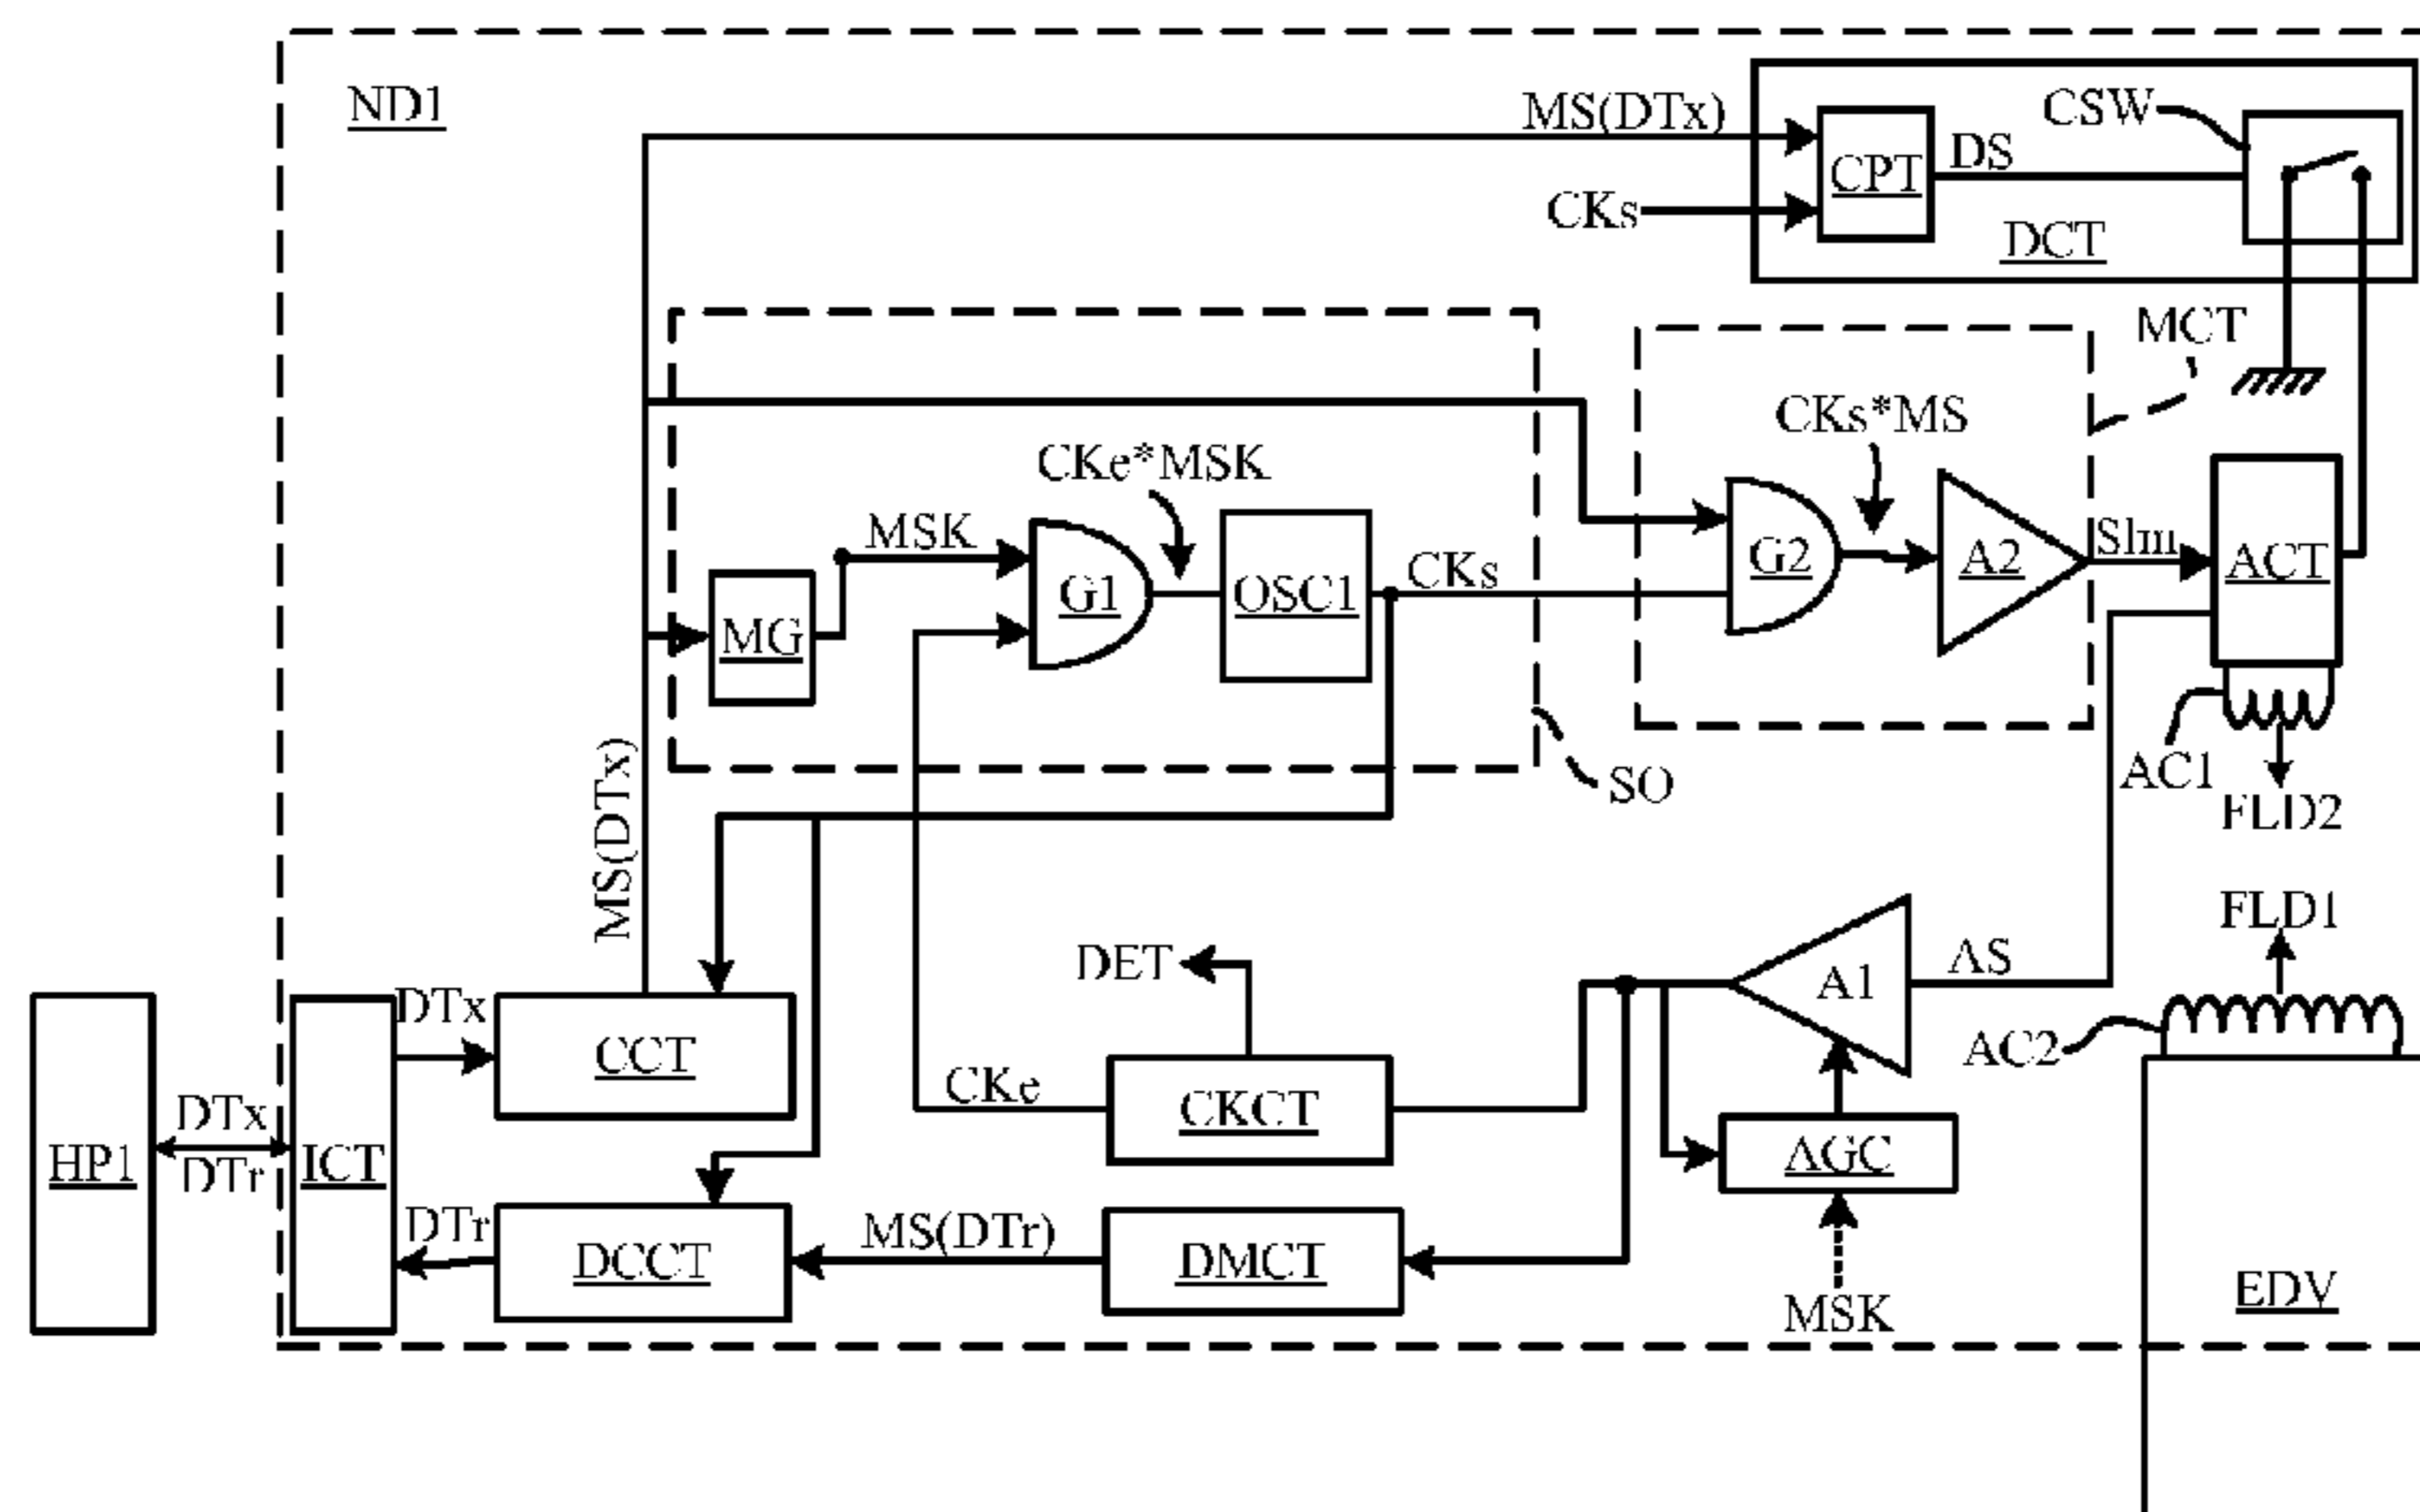 ND1
MS(DTx)
CSW
CPT
DS
CKs
DCT
MCT
CKs*MS
CKe*MSK
MSK
G1
OSC1
CKs
G2
A2
SIm
ACT
MG
AC1
SO
FLD2
MS(DTx)
FLD1
DET
A1
AS
DTx
CCT
AC2
CKe
CKCT
HP1
DTx
DTr
ICT
AGC
DTr
DCCT
MS(DTr)
DMCT
MSK
EDV